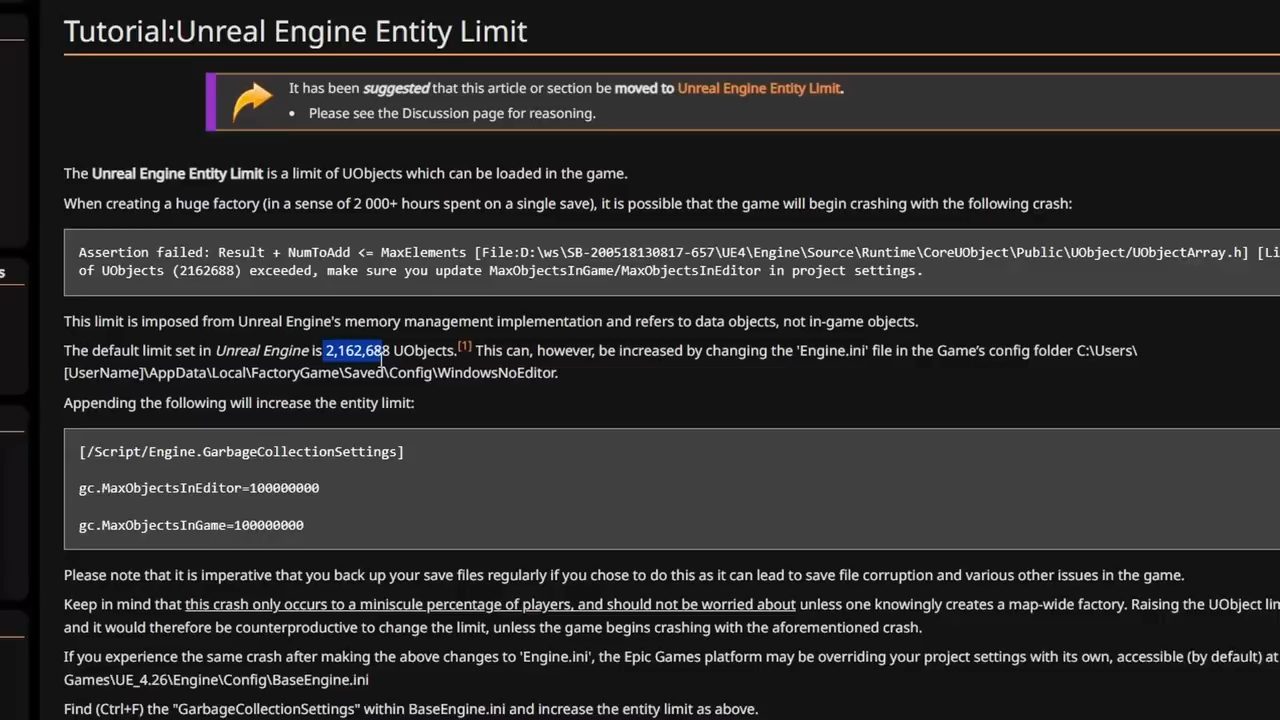 Tutorial:Unreal Engine Entity Limit
It has been suggested that this article or section be moved to Unreal Engine Entity Limit.
• Please see the Discussion page for reasoning.
The Unreal Engine Entity Limit is a limit of UObjects which can be loaded in the game.
When creating a huge factory (in a sense of 2 000+ hours spent on a single save), it is possible that the game will begin crashing with the following crash:
Assertion failed: Result + NumToAdd <= MaxElements [File:D:\ws\SB-200518130817-657\UE4\Engine\Source\Runtime\CoreUObject\Public\UObject/UObjectArray.h] [Li
s
of UObjects (2162688) exceeded, make sure you update MaxObjectsInGame/MaxObjectsInEditor in project settings.
This limit is imposed from Unreal Engine's memory management implementation and refers to data objects, not in-game objects.
The default limit set in Unreal Engine is 2,162,688 UObjects.[1] This can, however, be increased by changing the 'Engine.ini' file in the Game's config folder C:\Users\
[UserName]\AppData\Local\FactoryGame\Saved\Config\WindowsNoEditor.
Appending the following will increase the entity limit:
[/Script/Engine.GarbageCollectionSettings]
gc.MaxObjectsInEditor=100000000
gc.MaxObjectsInGame=100000000
Please note that it is imperative that you back up your save files regularly if you chose to do this as it can lead to save file corruption and various other issues in the game.
Keep in mind that this crash only occurs to a miniscule percentage of players, and should not be worried about unless one knowingly creates a map-wide factory. Raising the UObject lim
and it would therefore be counterproductive to change the limit, unless the game begins crashing with the aforementioned crash.
If you experience the same crash after making the above changes to 'Engine.ini', the Epic Games platform may be overriding your project settings with its own, accessible (by default) at
Games\UE_4.26\Engine\Config\BaseEngine.ini
Find (Ctrl+F) the "GarbageCollectionSettings" within BaseEngine.ini and increase the entity limit as above.